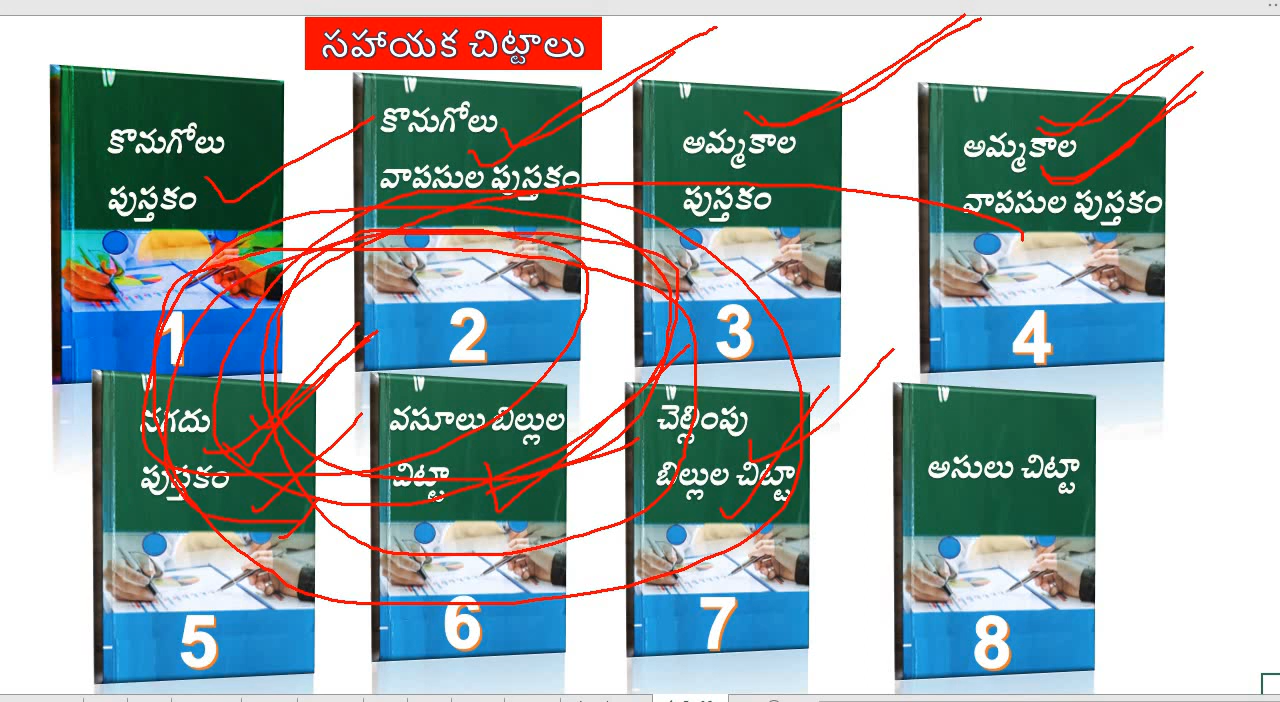 సహాయక చిట్టాలు
కొనుగోలు
పుస్తకం
1
కొనుగోలు
వాపసుల పుస్తకం
2
అమ్మకాల
పుస్తకం
3
అమ్మకాల
వాపసుల పుస్తకం
4
నగదు
పుస్తకం
5
వసూలు బిల్లుల
చిట్టా
6
చెల్లింపు
బిల్లుల చిట్టా
7
అసలు చిట్టా
8